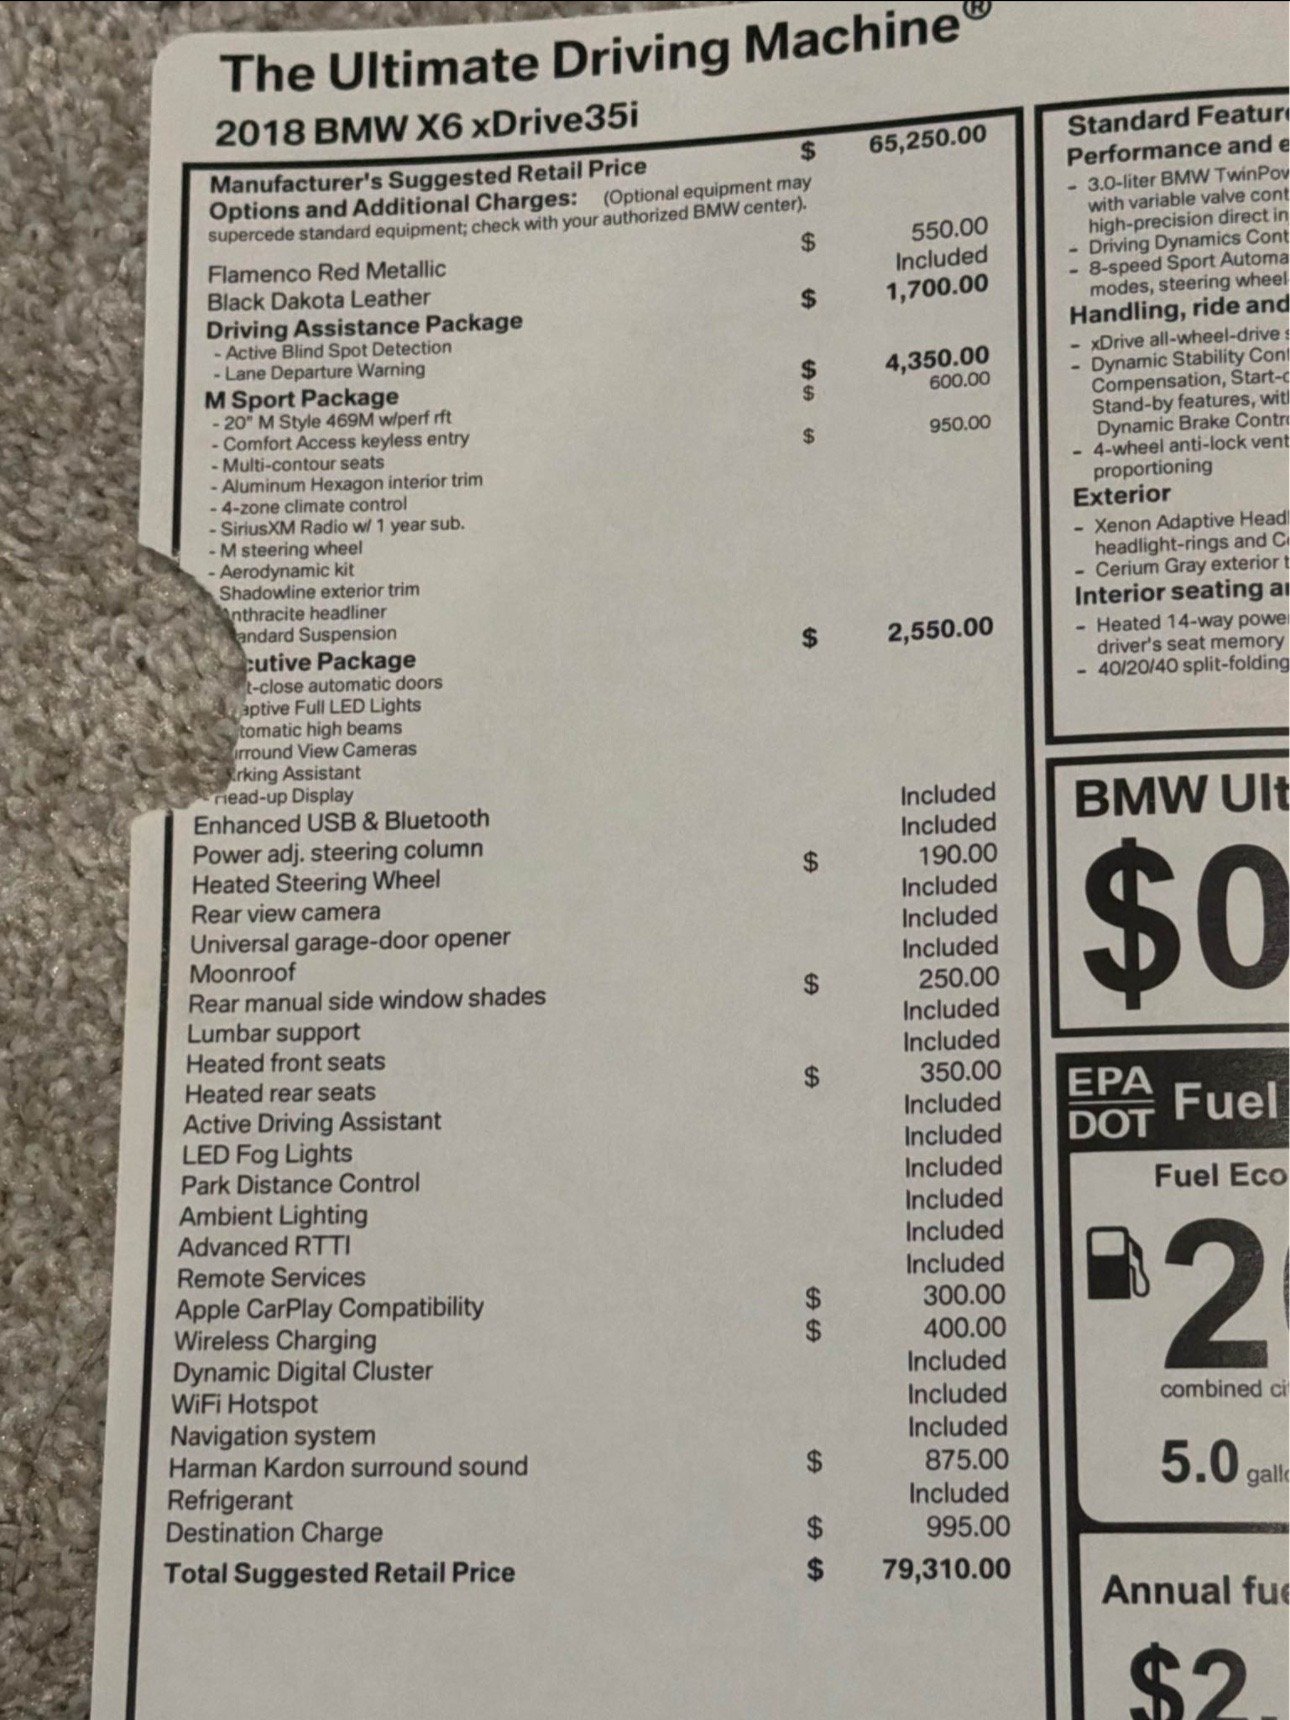 The Ultimate Driving Machine®
2018 BMW X6 xDrive35i
Manufacturer's Suggested Retail Price $ 65,250.00
Options and Additional Charges: (Optional equipment may
supercede standard equipment; check with your authorized BMW center).
Flamenco Red Metallic $ 550.00
Black Dakota Leather Included
Driving Assistance Package $ 1,700.00
- Active Blind Spot Detection
- Lane Departure Warning
M Sport Package $ 4,350.00
- 20" M Style 469M w/perf rft $ 600.00
- Comfort Access keyless entry
- Multi-contour seats $ 950.00
- Aluminum Hexagon interior trim
- 4-zone climate control
- SiriusXM Radio w/ 1 year sub.
- M steering wheel
- Aerodynamic kit
Shadowline exterior trim
nthracite headliner
andard Suspension
cutive Package $ 2,550.00
t-close automatic doors
aptive Full LED Lights
tomatic high beams
rround View Cameras
rking Assistant
- Head-up Display
Enhanced USB & Bluetooth Included
Power adj. steering column Included
Heated Steering Wheel $ 190.00
Rear view camera Included
Universal garage-door opener Included
Moonroof Included
Rear manual side window shades $ 250.00
Lumbar support Included
Heated front seats Included
Heated rear seats $ 350.00
Active Driving Assistant Included
LED Fog Lights Included
Park Distance Control Included
Ambient Lighting Included
Advanced RTTI Included
Remote Services Included
Apple CarPlay Compatibility $ 300.00
Wireless Charging $ 400.00
Dynamic Digital Cluster Included
WiFi Hotspot Included
Navigation system Included
Harman Kardon surround sound $ 875.00
Refrigerant Included
Destination Charge $ 995.00
Total Suggested Retail Price $ 79,310.00
Standard Feature
Performance and e
- 3.0-liter BMW TwinPov
with variable valve cont
high-precision direct in
- Driving Dynamics Cont
- 8-speed Sport Automa
modes, steering wheel-
Handling, ride and
- xDrive all-wheel-drive s
- Dynamic Stability Cont
Compensation, Start-o
Stand-by features, with
Dynamic Brake Contro
- 4-wheel anti-lock vent
proportioning
Exterior
- Xenon Adaptive Headl
headlight-rings and Co
- Cerium Gray exterior t
Interior seating a
- Heated 14-way power
driver's seat memory
- 40/20/40 split-folding
BMW Ult
$0
EPA
DOT Fuel
Fuel Eco
2
combined ci
5.0 gallo
Annual fue
$2,